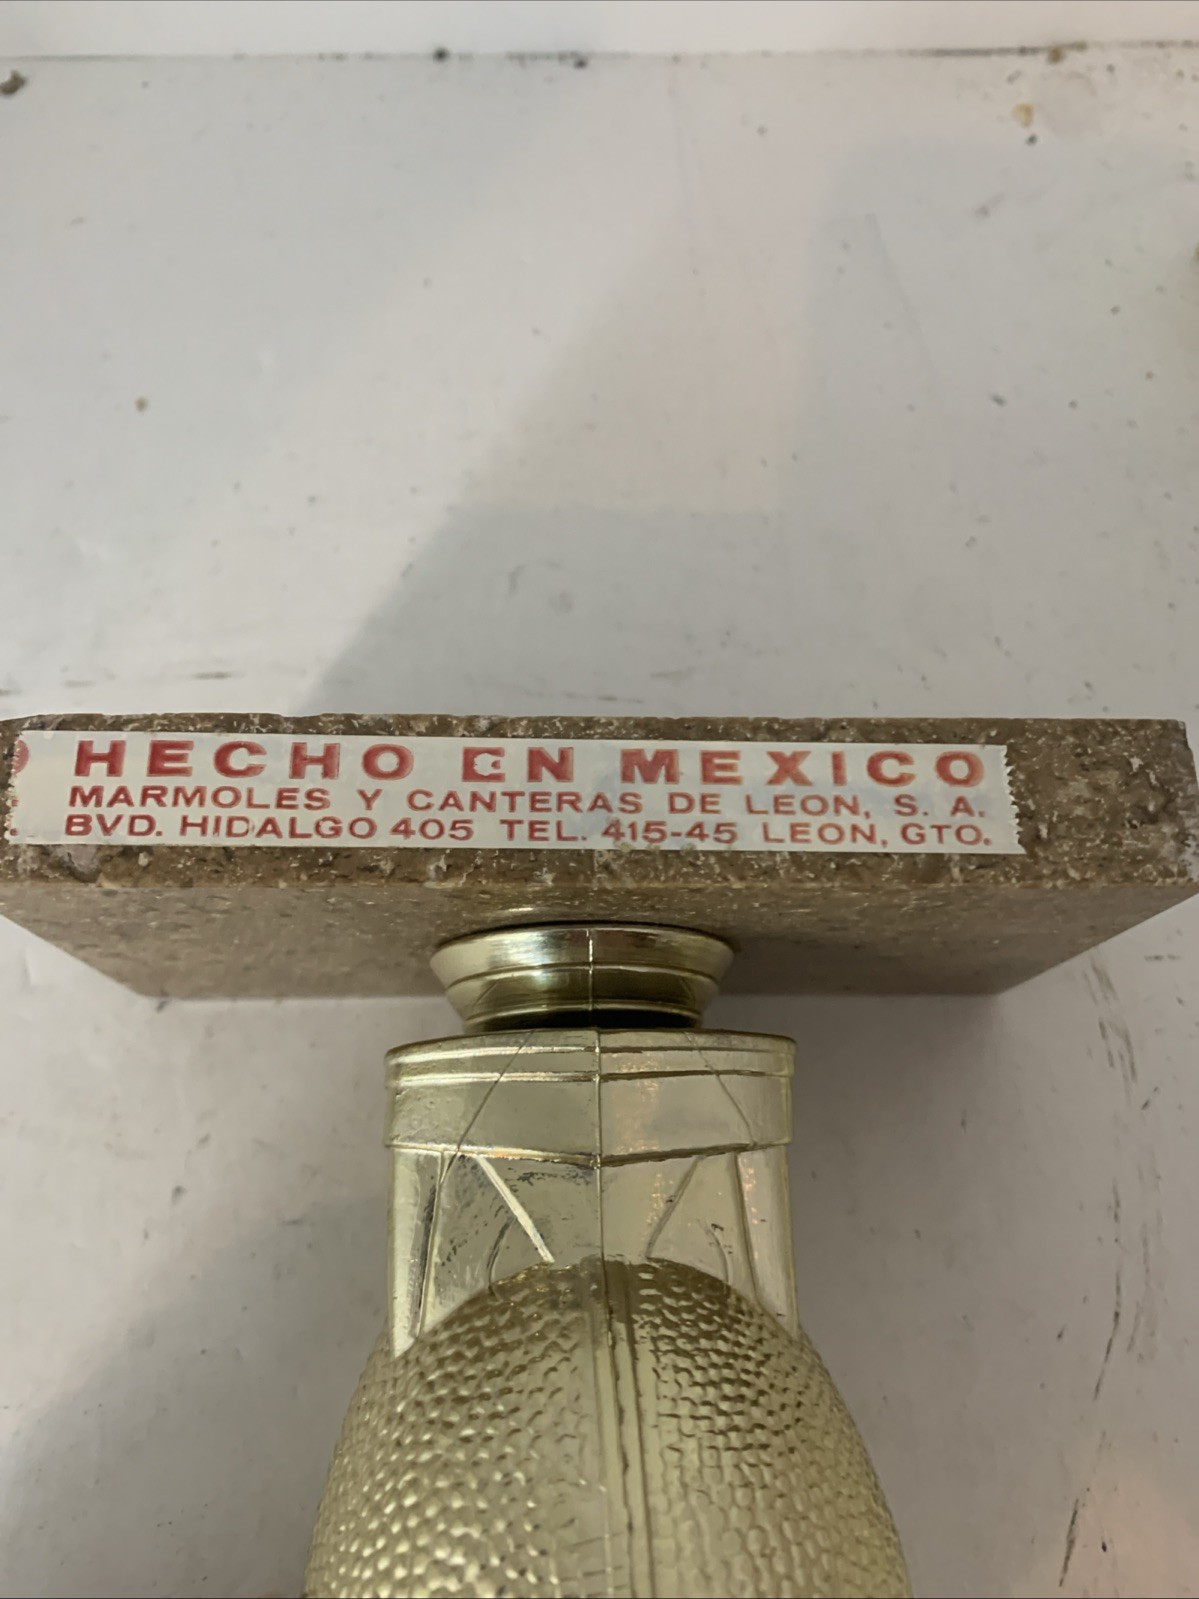 HECHO EN MEXICO
MARMOLES Y CANTERAS DE LEON, S. A.
BVD. HIDALGO 405 TEL. 415-45 LEON, GTO.